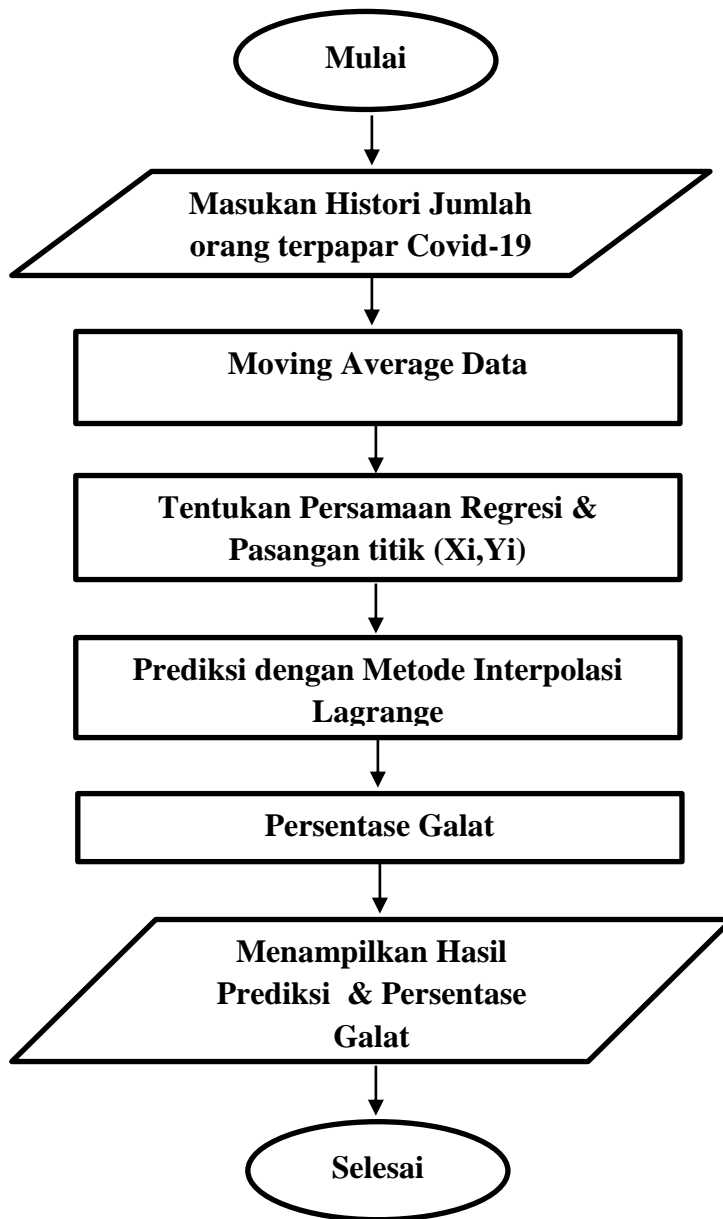 Mulai
Masukan Histori Jumlah
orang terpapar Covid-19
Moving Average Data
Tentukan Persamaan Regresi &
Pasangan titik (Xi,Yi)
Prediksi dengan Metode Interpolasi
Lagrange
Persentase Galat
Menampilkan Hasil
Prediksi & Persentase
Galat
Selesai